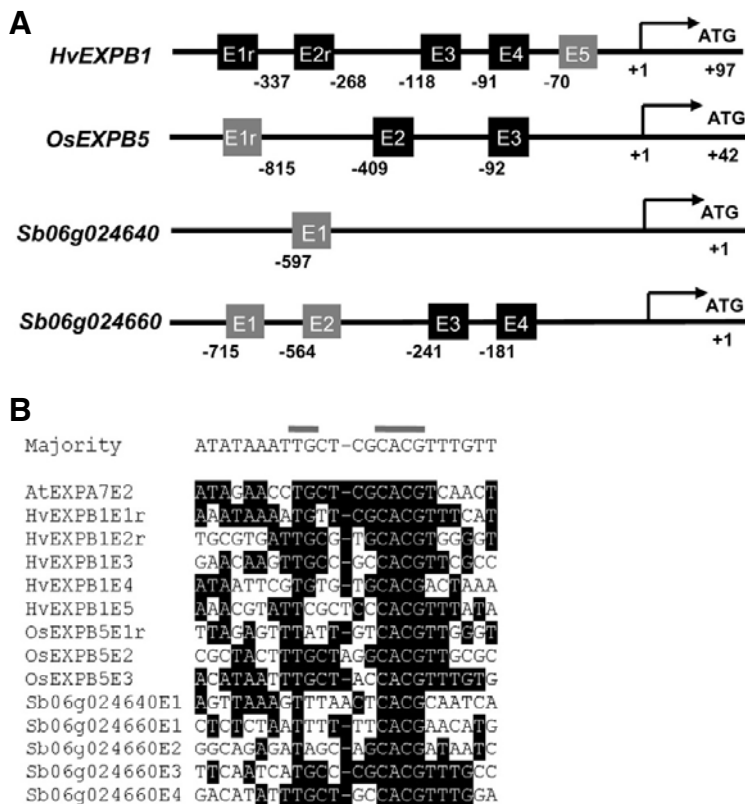 A
HvEXPB1 E1r E2r E3 E4 E5 ATG
-337 -268 -118 -91 -70 +1 +97
OsEXPB5 E1r E2 E3 ATG
-815 -409 -92 +1 +42
Sb06g024640 E1 ATG
-597 +1
Sb06g024660 E1 E2 E3 E4 ATG
-715 -564 -241 -181 +1
B
Majority ATATAAATTGCT-CGCACGTTTGTT
AtEXPA7E2 ATAGAACCTGCT-CGCACGTCAACT
HvEXPB1E1r AAATAAAATGTT-CGCACGTTTCAT
HvEXPB1E2r TGCGTGATTGCG-TGCACGTGGGGT
HvEXPB1E3 GAACAAGTTGCC-GCCACGTTCGCC
HvEXPB1E4 ATAATTCGTGTG-TGCACGACTAAA
HvEXPB1E5 AAACGTATTCGCTCCCACGTTTATA
OsEXPB5E1r TTAGAGTTTATT-GTCACGTTGGGT
OsEXPB5E2 CGCTACTTTGCTAGGCACGTTGCGC
OsEXPB5E3 ACATAATTTGCT-ACCACGTTTGTG
Sb06g024640E1 AGTTAAAGTTTAACTCACGCAATCA
Sb06g024660E1 CTCTCTAATTTT-TTCACGAACATG
Sb06g024660E2 GGCAGAGATAGC-AGCACGATAATC
Sb06g024660E3 TTCAATCATGCC-CGCACGTTTGCC
Sb06g024660E4 GACATATTTGCT-GCCACGTTTGGA